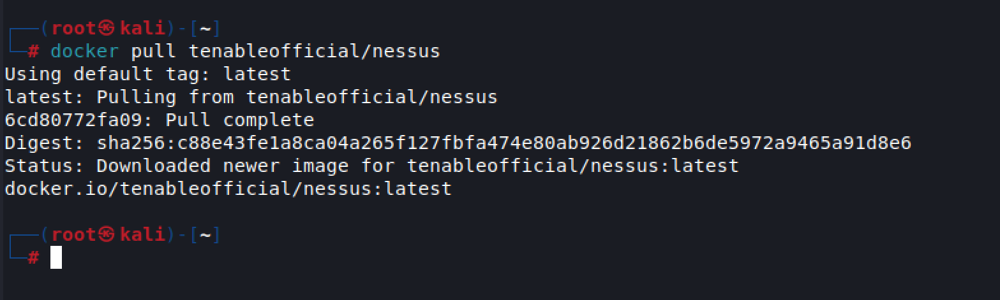 ┌──(root㉿kali)-[~]
└─# docker pull tenableofficial/nessus
Using default tag: latest
latest: Pulling from tenableofficial/nessus
6cd80772fa09: Pull complete
Digest: sha256:c88e43fe1a8ca04a265f127fbfa474e80ab926d21862b6de5972a9465a91d8e6
Status: Downloaded newer image for tenableofficial/nessus:latest
docker.io/tenableofficial/nessus:latest
┌──(root㉿kali)-[~]
└─#